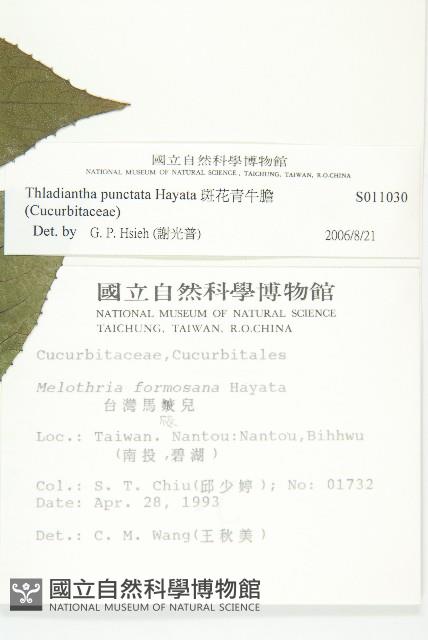 國立自然科學博物館
NATIONAL MUSEUM OF NATURAL SCIENCE, TAICHUNG, TAIWAN, R.O.CHINA
Thladiantha punctata Hayata 斑花青牛膽 S011030
(Cucurbitaceae)
Det. by G. P. Hsieh (謝光普) 2006/8/21
國立自然科學博物館
NATIONAL MUSEUM OF NATURAL SCIENCE
TAICHUNG, TAIWAN, R.O.CHINA
Cucurbitaceae,Cucurbitales
Melothria formosana Hayata
台灣馬㼎兒
Loc.: Taiwan. Nantou:Nantou,Bihhwu
(南投,碧湖)
Col.: S. T. Chiu(邱少婷); No: 01732
Date: Apr. 28, 1993
Det.: C. M. Wang(王秋美)
國立自然科學博物館
NATIONAL MUSEUM OF NATURAL SCIENCE